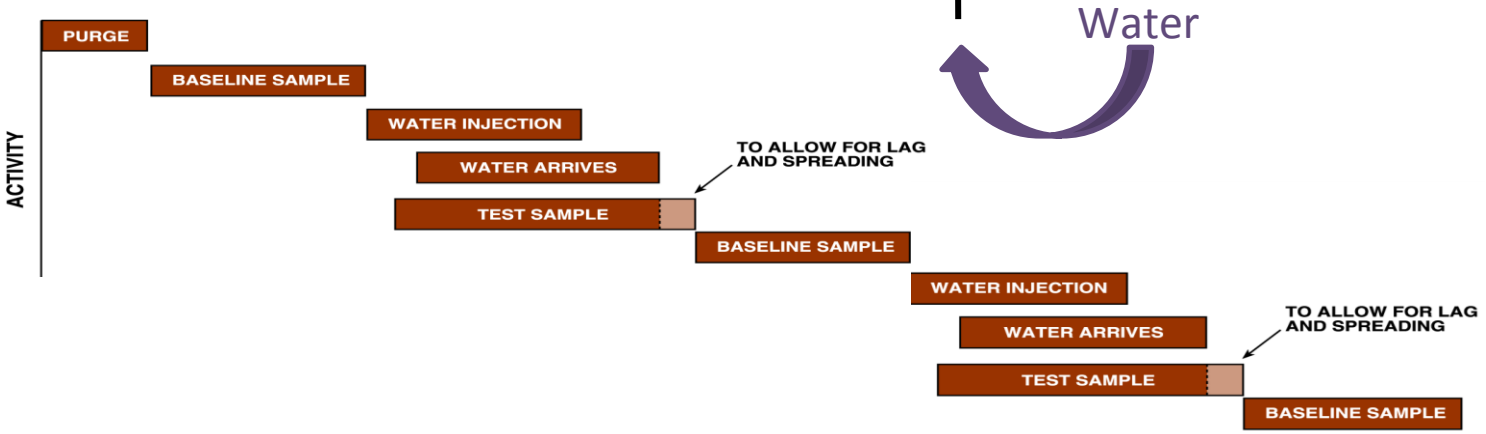 Water
PURGE
BASELINE SAMPLE
WATER INJECTION
TO ALLOW FOR LAG
AND SPREADING
WATER ARRIVES
ACTIVITY
TEST SAMPLE
BASELINE SAMPLE
WATER INJECTION
TO ALLOW FOR LAG
AND SPREADING
WATER ARRIVES
TEST SAMPLE
BASELINE SAMPLE